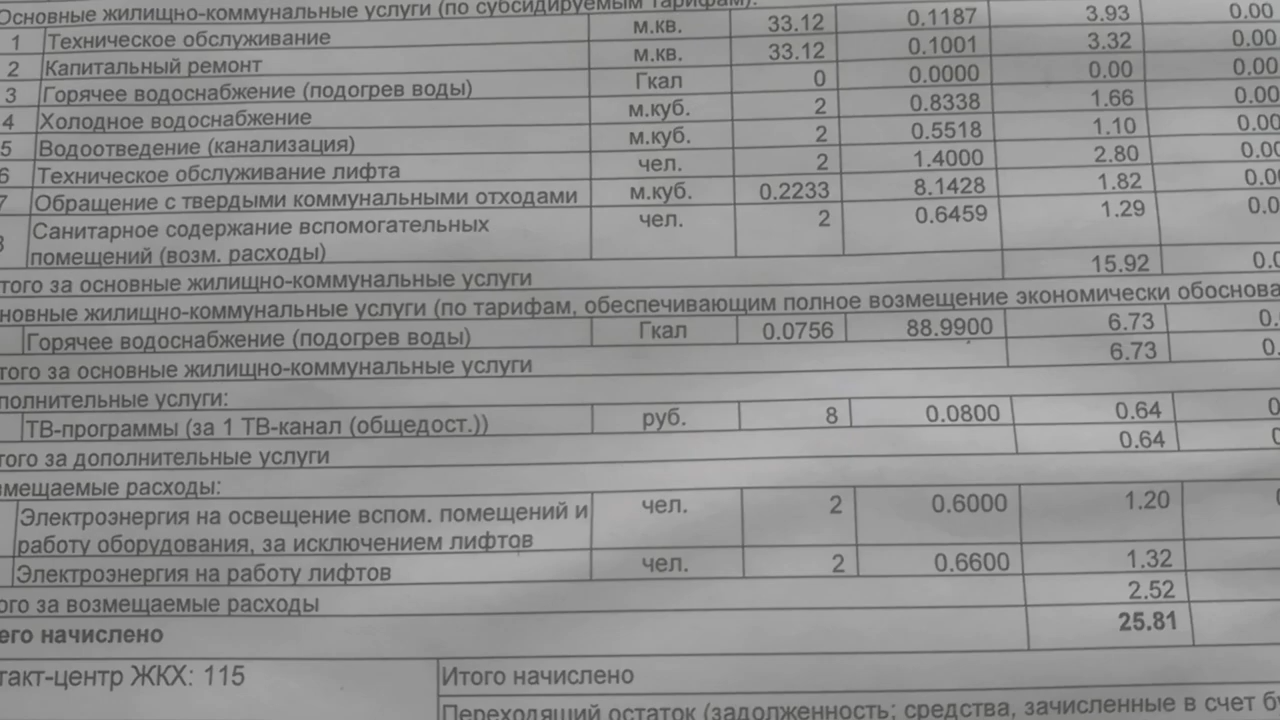 Основные жилищно-коммунальные услуги (по субсидируемым тарифам):
1 Техническое обслуживание м.кв. 33.12 0.1187 3.93 0.00
2 Капитальный ремонт м.кв. 33.12 0.1001 3.32 0.00
3 Горячее водоснабжение (подогрев воды) Гкал 0 0.0000 0.00 0.00
4 Холодное водоснабжение м.куб. 2 0.8338 1.66 0.00
5 Водоотведение (канализация) м.куб. 2 0.5518 1.10 0.00
6 Техническое обслуживание лифта чел. 2 1.4000 2.80 0.00
7 Обращение с твердыми коммунальными отходами м.куб. 0.2233 8.1428 1.82 0.0
Санитарное содержание вспомогательных чел. 2 0.6459 1.29 0.0
помещений (возм. расходы)
того за основные жилищно-коммунальные услуги 15.92 0.0
новные жилищно-коммунальные услуги (по тарифам, обеспечивающим полное возмещение экономически обоснова
Горячее водоснабжение (подогрев воды) Гкал 0.0756 88.9900 6.73 0.
того за основные жилищно-коммунальные услуги 6.73 0.
полнительные услуги:
ТВ-программы (за 1 ТВ-канал (общедост.)) руб. 8 0.0800 0.64 0
ого за дополнительные услуги 0.64
змещаемые расходы:
Электроэнергия на освещение вспом. помещений и чел. 2 0.6000 1.20
работу оборудования, за исключением лифтов
Электроэнергия на работу лифтов чел. 2 0.6600 1.32
ого за возмещаемые расходы 2.52
его начислено 25.81
такт-центр ЖКХ: 115 Итого начислено
Переходящий остаток (задолженность; средства, зачисленные в счет б